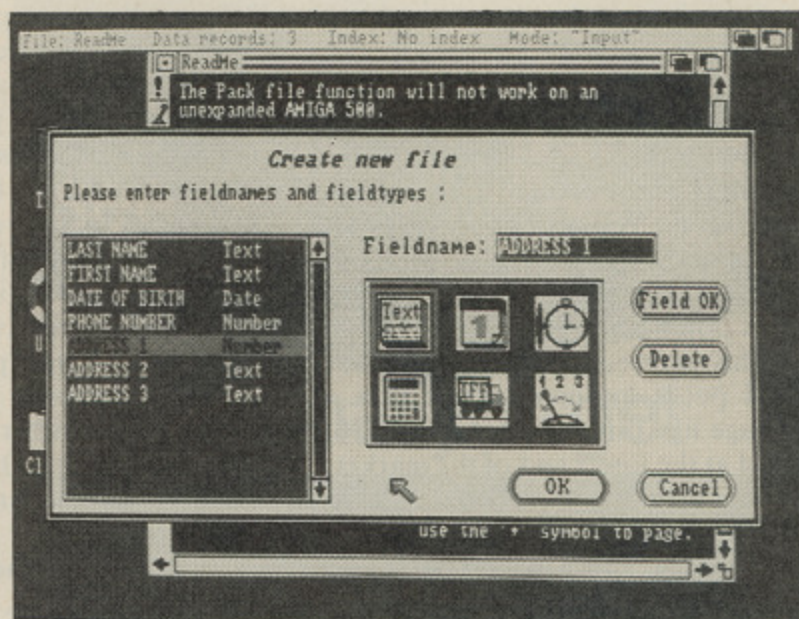 File: ReadMe Data records: 3 Index: No index Mode: "Input"
ReadMe
The Pack file function will not work on an
unexpanded AMIGA 500.
Create new file
Please enter fieldnames and fieldtypes :
LAST NAME Text
FIRST NAME Text
DATE OF BIRTH Date
PHONE NUMBER Number
ADDRESS 1 Number
ADDRESS 2 Text
ADDRESS 3 Text
Fieldname: ADDRESS 1
Text
1
IFF
1 2 3
Field OK
Delete
OK
Cancel
Cl
use the '+' symbol to page.